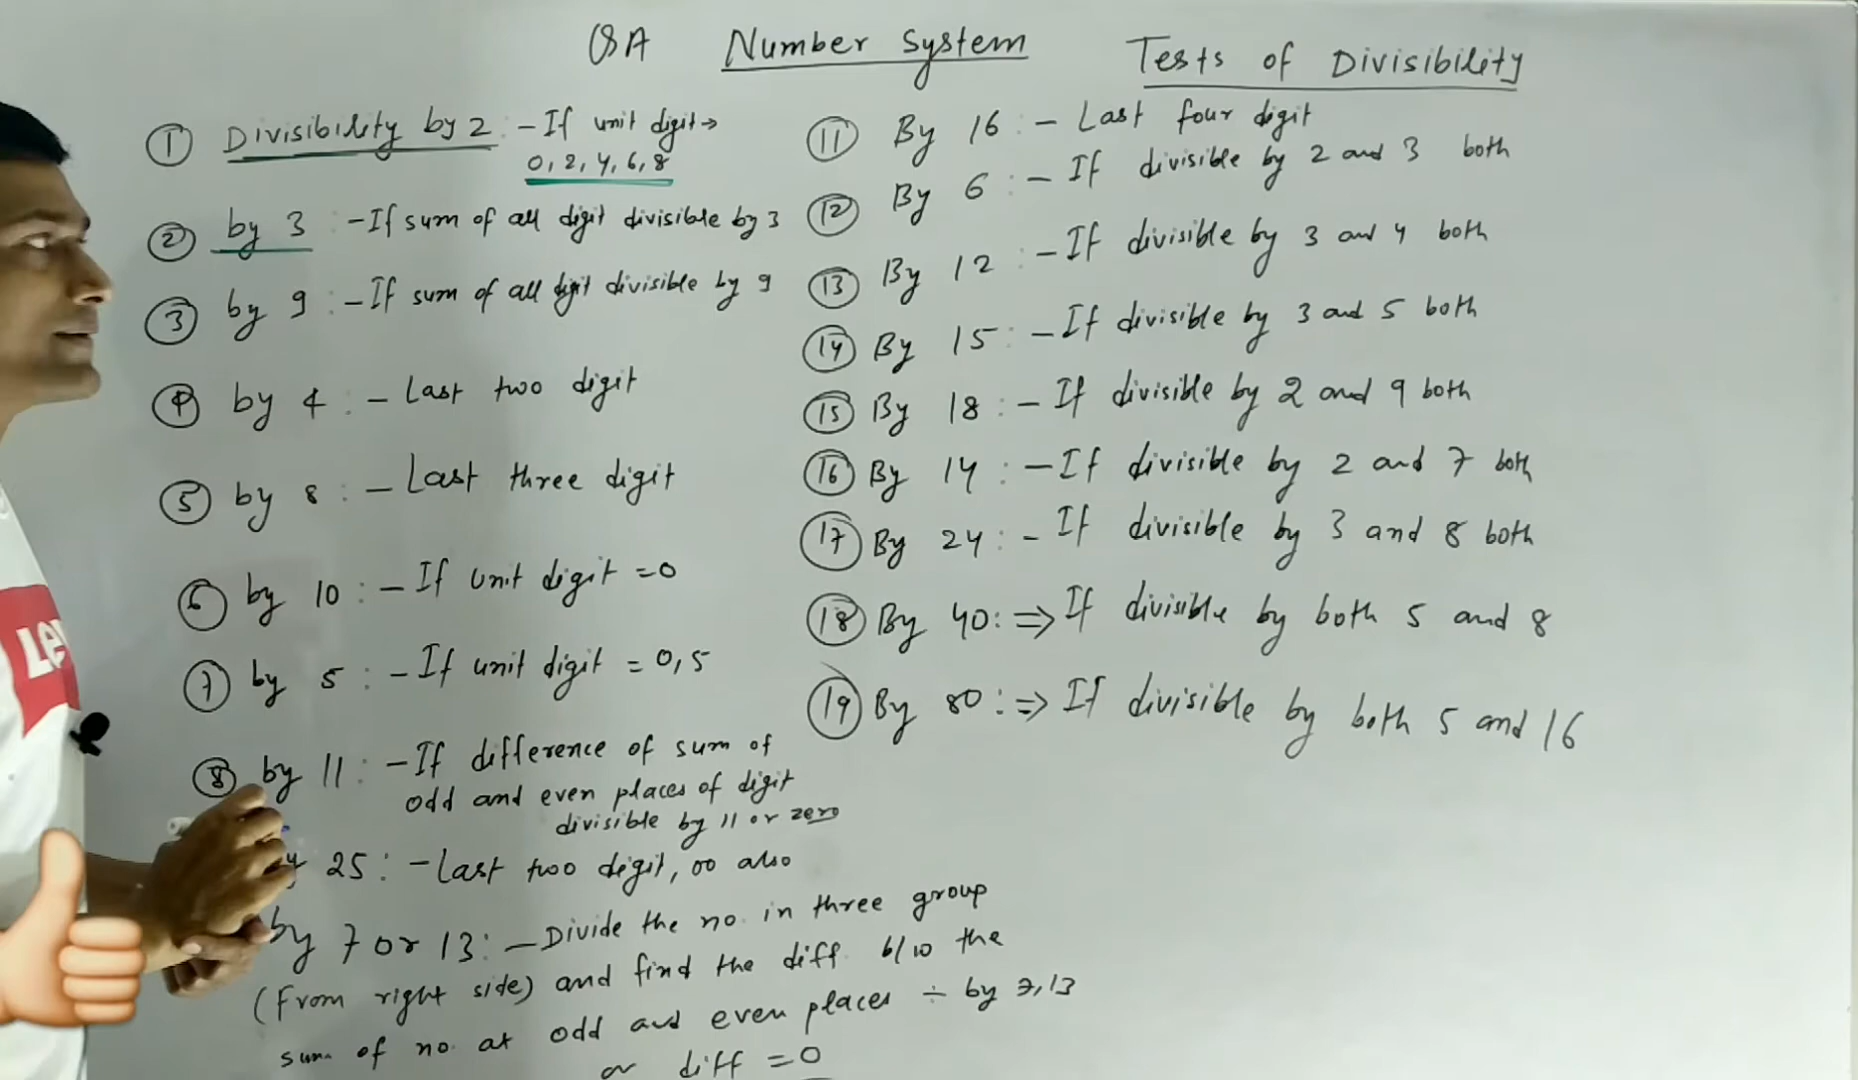 QA Number System Tests of Divisibility
① Divisibility by 2 :- If unit digit→
0, 2, 4, 6, 8
② by 3 :- If sum of all digit divisible by 3
③ by 9 :- If sum of all digit divisible by 9
④ by 4 :- Last two digit
⑤ by 8 :- Last three digit
⑥ by 10 :- If Unit digit =0
⑦ by 5 :- If unit digit = 0, 5
⑧ by 11 :- If difference of sum of
odd and even places of digit
divisible by 11 or zero
25 :- Last two digit, 00 also
by 7 or 13 :- Divide the no. in three group
(From right side) and find the diff. b/w the
sum of no. at odd and even places ÷ by 7, 13
or diff =0
⑪ By 16 :- Last four digit
⑫ By 6 :- If divisible by 2 and 3 both
⑬ By 12 :- If divisible by 3 and 4 both
⑭ By 15 :- If divisible by 3 and 5 both
⑮ By 18 :- If divisible by 2 and 9 both
⑯ By 14 :- If divisible by 2 and 7 both
⑰ By 24 :- If divisible by 3 and 8 both
⑱ By 40 :⇒ If divisible by both 5 and 8
⑲ By 80 :⇒ If divisible by both 5 and 16